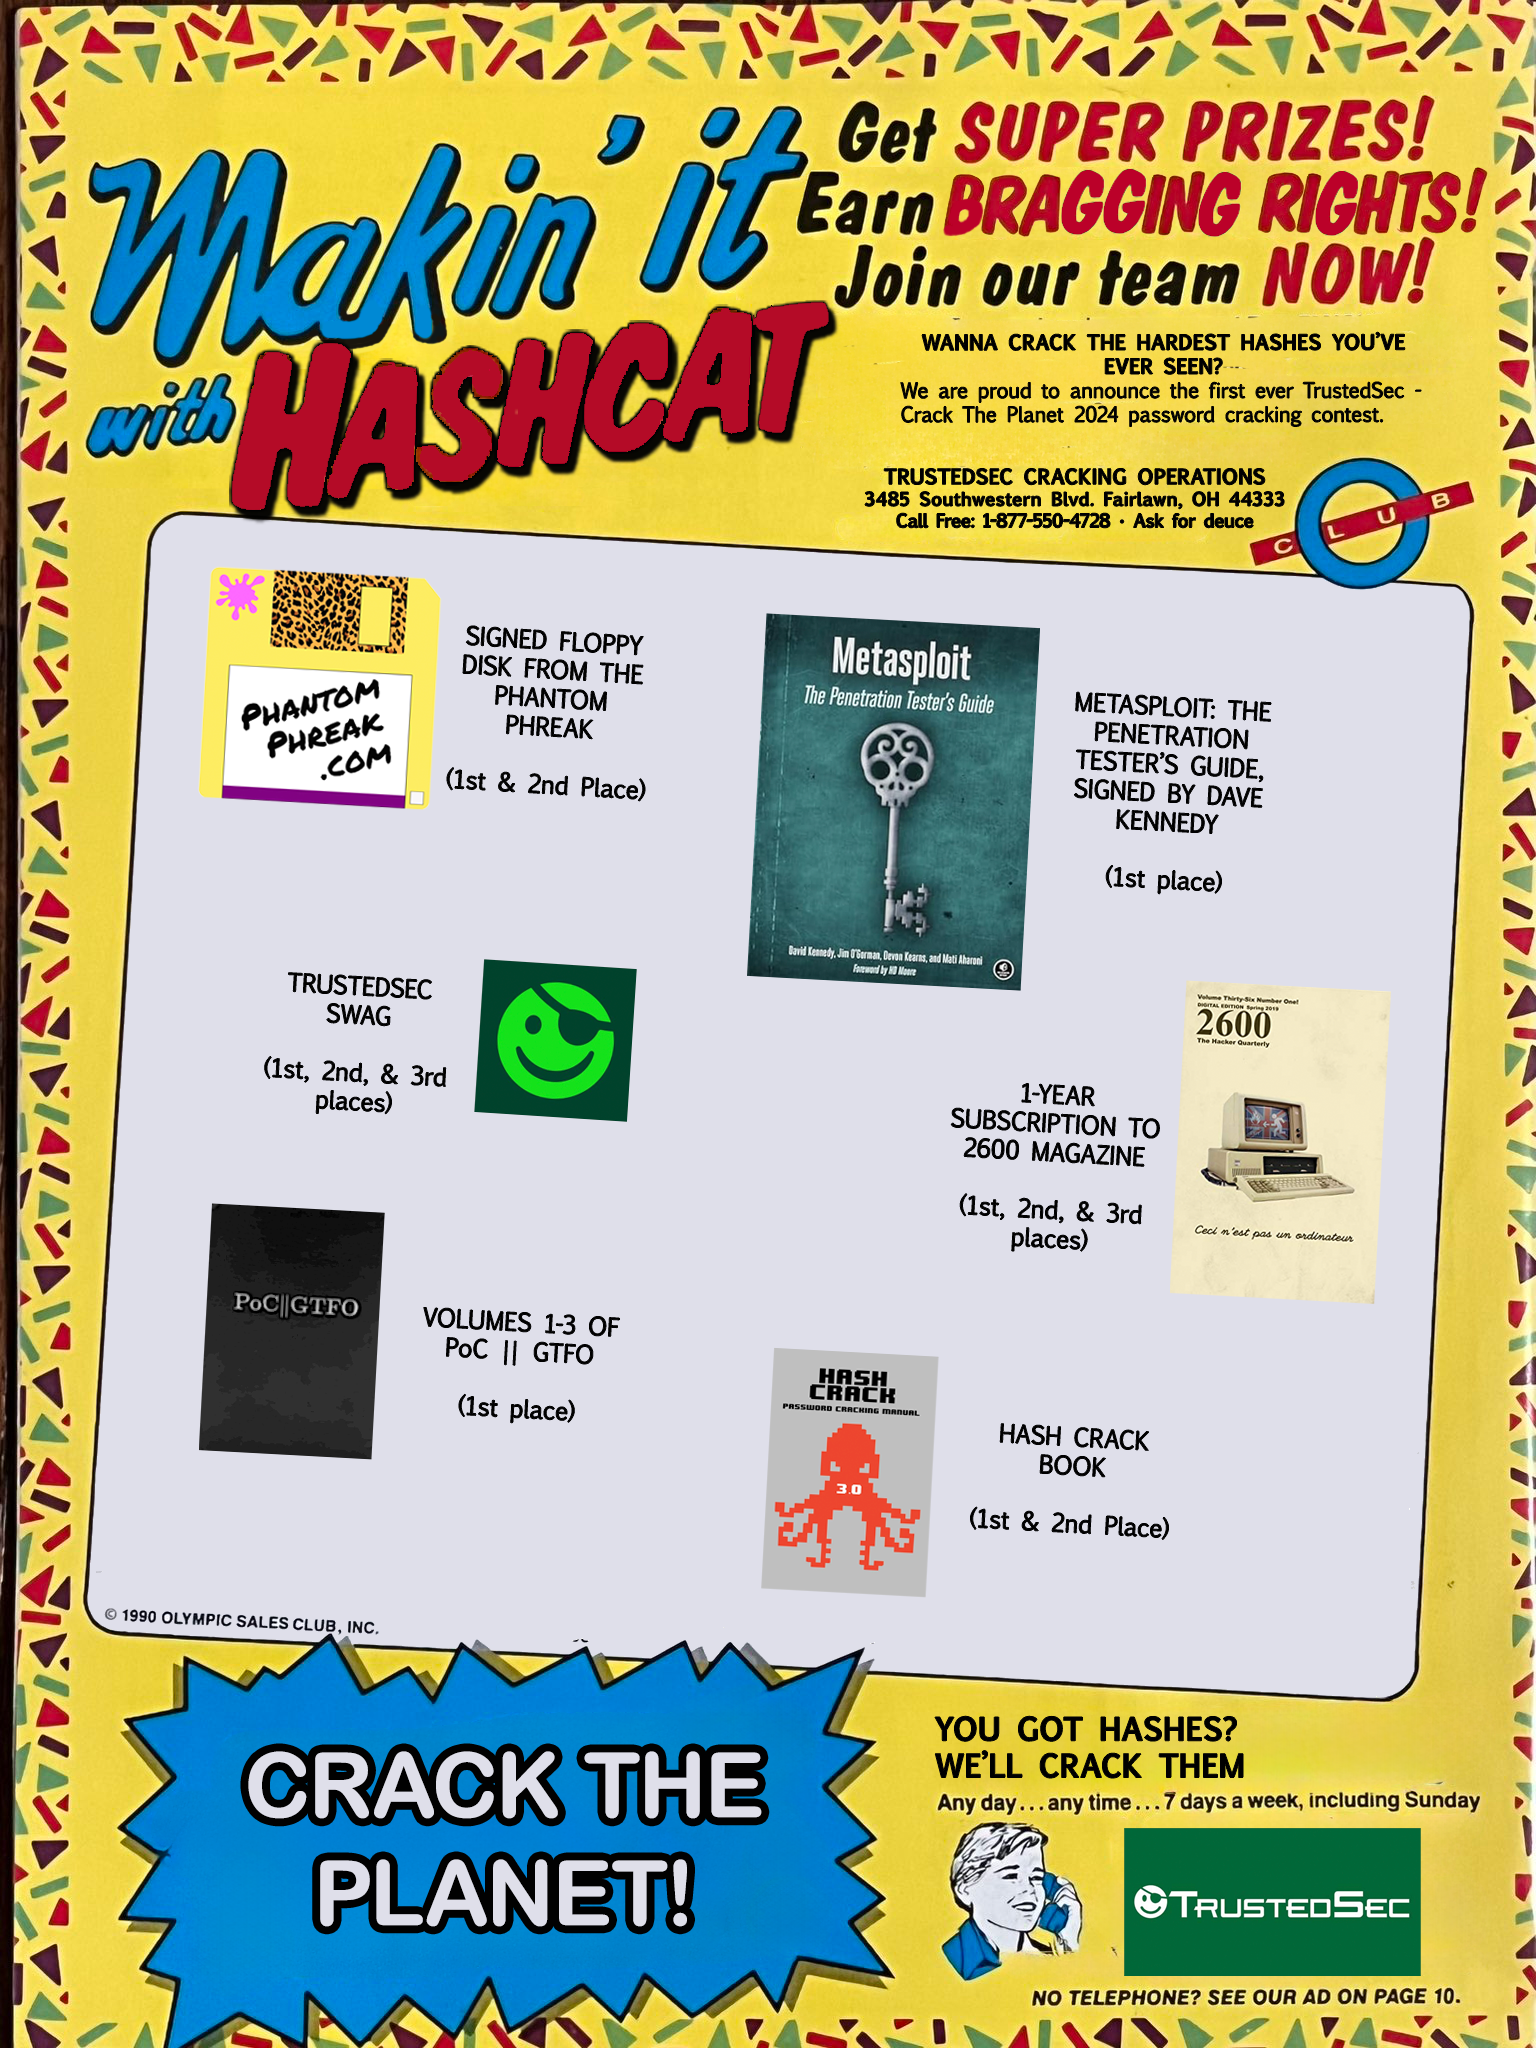 Makin' it
with HASHCAT
Get SUPER PRIZES!
Earn BRAGGING RIGHTS!
Join our team NOW!
WANNA CRACK THE HARDEST HASHES YOU'VE
EVER SEEN?
We are proud to announce the first ever TrustedSec -
Crack The Planet 2024 password cracking contest.
TRUSTEDSEC CRACKING OPERATIONS
3485 Southwestern Blvd. Fairlawn, OH 44333
Call Free: 1-877-550-4728 · Ask for deuce
CLUB
PHANTOM
PHREAK
.COM
SIGNED FLOPPY
DISK FROM THE
PHANTOM
PHREAK
(1st & 2nd Place)
Metasploit
The Penetration Tester's Guide
David Kennedy, Jim O'Gorman, Devon Kearns, and Mati Aharoni
Foreword by HD Moore
METASPLOIT: THE
PENETRATION
TESTER'S GUIDE,
SIGNED BY DAVE
KENNEDY
(1st place)
TRUSTEDSEC
SWAG
(1st, 2nd, & 3rd
places)
1-YEAR
SUBSCRIPTION TO
2600 MAGAZINE
(1st, 2nd, & 3rd
places)
Volume Thirty-Six Number One!
DIGITAL EDITION Spring 2019
2600
The Hacker Quarterly
Ceci n'est pas un ordinateur
PoC||GTFO
VOLUMES 1-3 OF
PoC || GTFO
(1st place)
HASH
CRACK
PASSWORD CRACKING MANUAL
3.0
HASH CRACK
BOOK
(1st & 2nd Place)
© 1990 OLYMPIC SALES CLUB, INC.
CRACK THE
PLANET!
YOU GOT HASHES?
WE'LL CRACK THEM
Any day...any time...7 days a week, including Sunday
TRUSTEDSEC
NO TELEPHONE? SEE OUR AD ON PAGE 10.